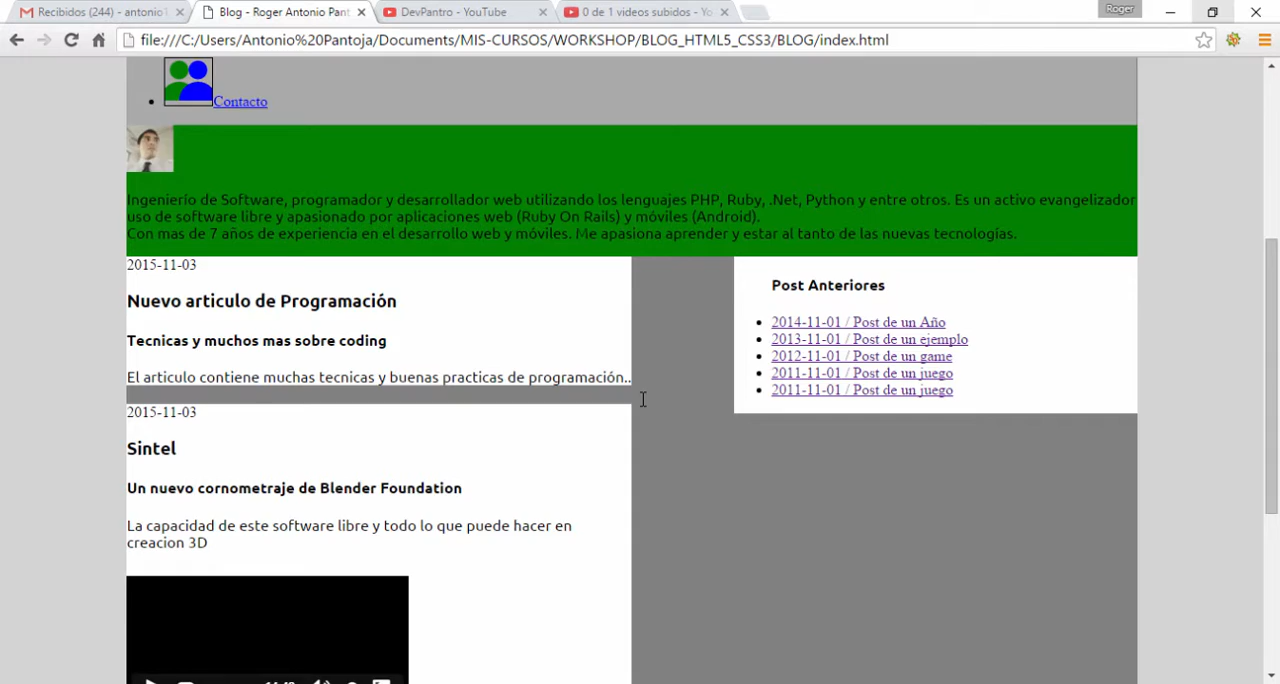 Recibidos (244) - antonio
Blog - Roger Antonio Pant
DevPantro - YouTube
0 de 1 videos subidos - Yo
Roger
file:///C:/Users/Antonio%20Pantoja/Documents/MIS-CURSOS/WORKSHOP/BLOG_HTML5_CSS3/BLOG/index.html
Contacto
Ingenierío de Software, programador y desarrollador web utilizando los lenguajes PHP, Ruby, .Net, Python y entre otros. Es un activo evangelizador
uso de software libre y apasionado por aplicaciones web (Ruby On Rails) y móviles (Android).
Con mas de 7 años de experiencia en el desarrollo web y móviles. Me apasiona aprender y estar al tanto de las nuevas tecnologías.
2015-11-03
Nuevo articulo de Programación
Tecnicas y muchos mas sobre coding
El articulo contiene muchas tecnicas y buenas practicas de programación..
2015-11-03
Sintel
Un nuevo cornometraje de Blender Foundation
La capacidad de este software libre y todo lo que puede hacer en
creacion 3D
Post Anteriores
2014-11-01 / Post de un Año
2013-11-01 / Post de un ejemplo
2012-11-01 / Post de un game
2011-11-01 / Post de un juego
2011-11-01 / Post de un juego